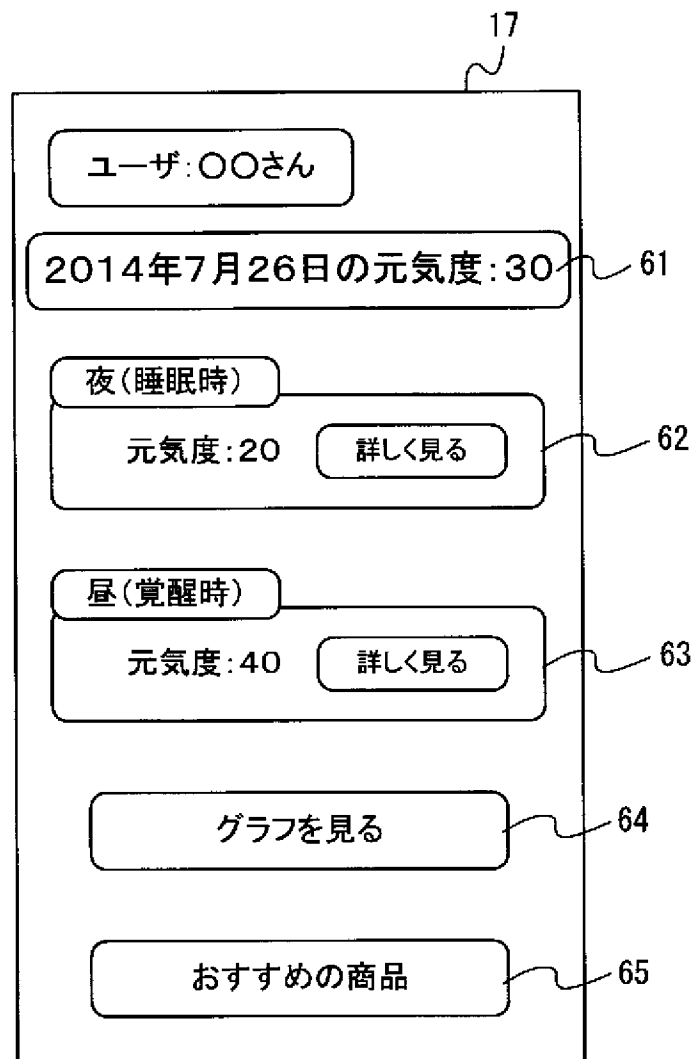 17
ユーザ:〇〇さん
2014年7月26日の元気度:30
61
夜(睡眠時)
元気度:20 詳しく見る
62
昼(覚醒時)
元気度:40 詳しく見る
63
グラフを見る
64
おすすめの商品
65